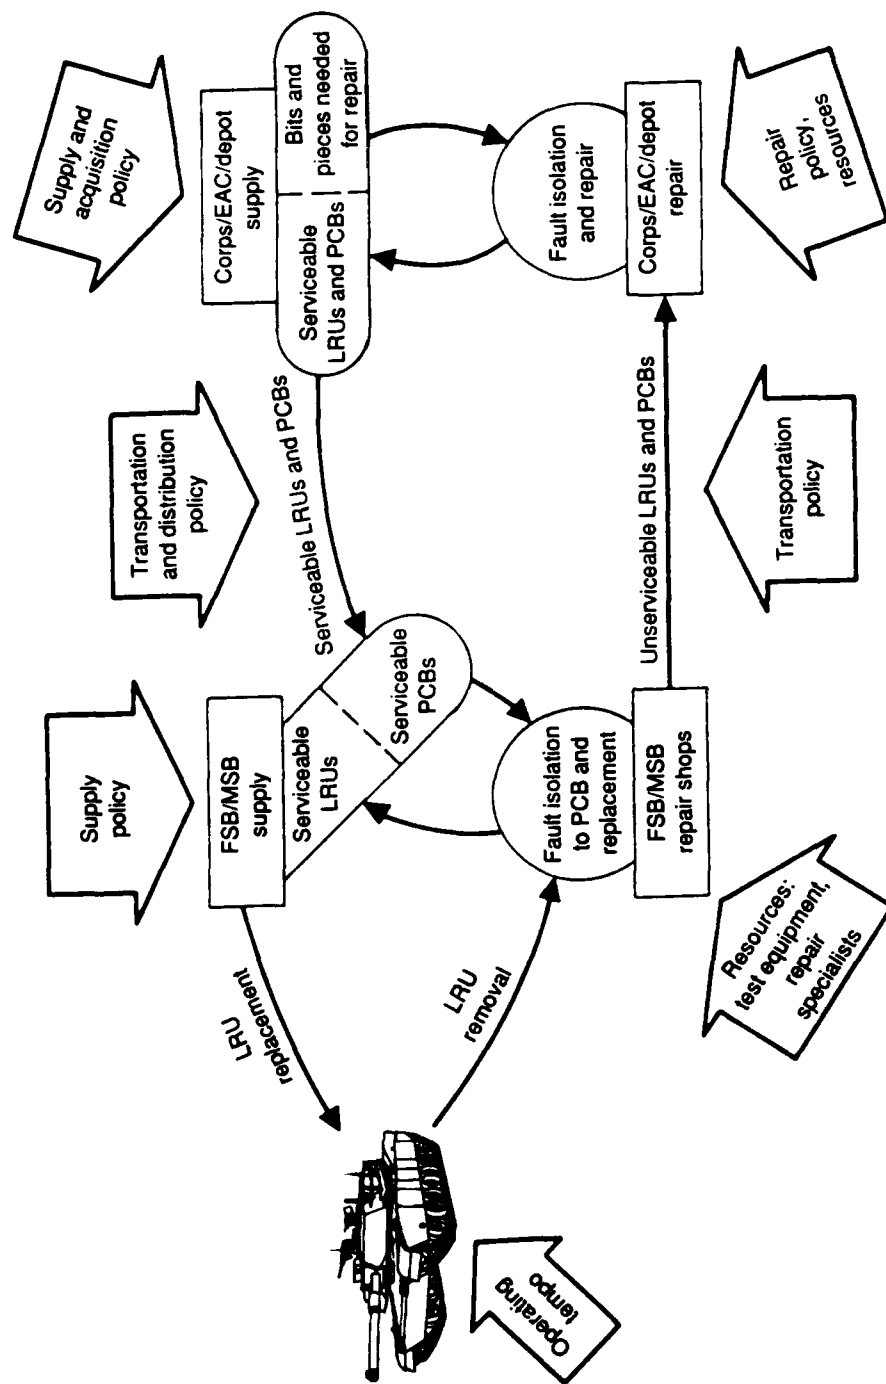 Supply
policy
Transportation
and distribution
policy
Supply and
acquisition
policy
FSB/MSB
supply
Serviceable
LRUs
Serviceable
PCBs
Corps/EAC/depot
supply
Serviceable
LRUs and PCBs
Bits and
pieces needed
for repair
LRU
replacement
Serviceable LRUs and PCBs
LRU
removal
Fault isolation
to PCB and
replacement
FSB/MSB
repair shops
Unserviceable LRUs and PCBs
Fault isolation
and repair
Corps/EAC/depot
repair
Operating
tempo
Resources:
test equipment,
repair
specialists
Transportation
policy
Repair
policy,
resources